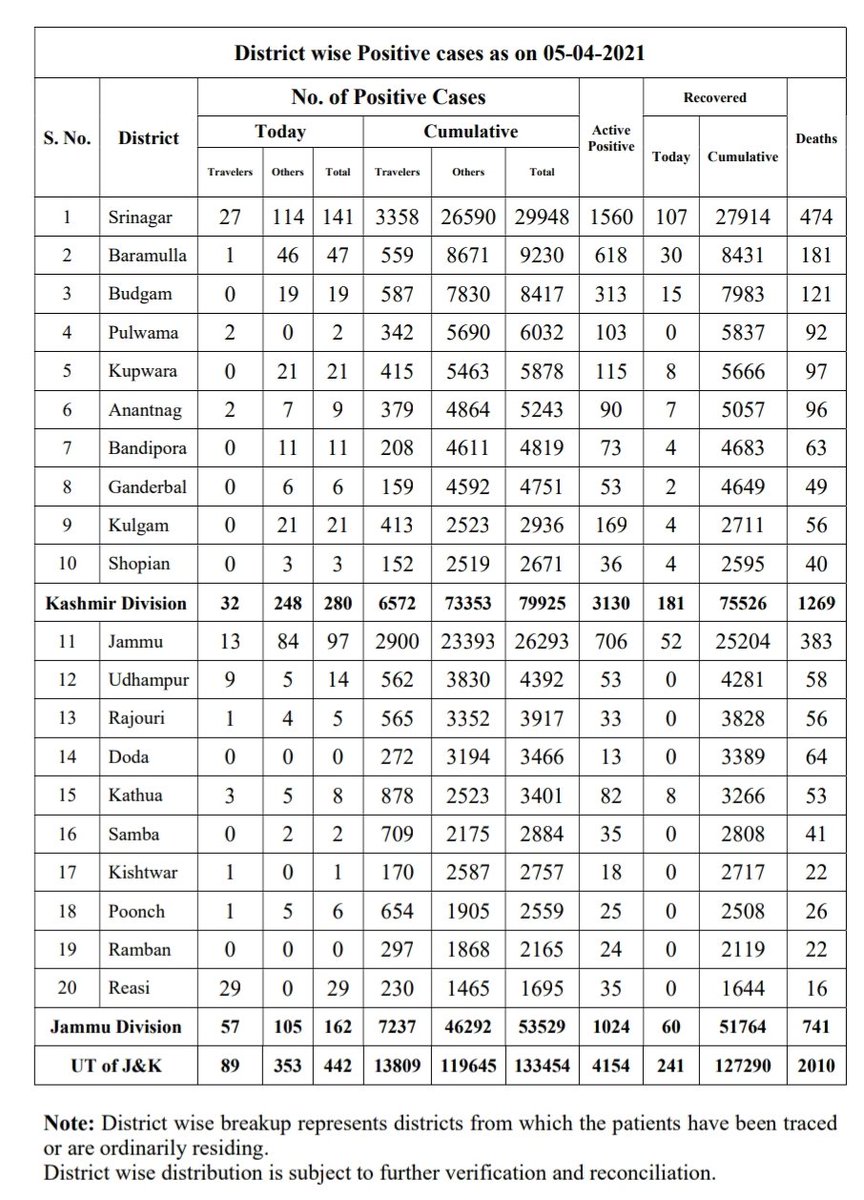 District wise Positive cases as on 05-04-2021
S. No. District No. of Positive Cases Active Positive Recovered Deaths
Today Cumulative Today Cumulative
Travelers Others Total Travelers Others Total
1 Srinagar 27 114 141 3358 26590 29948 1560 107 27914 474
2 Baramulla 1 46 47 559 8671 9230 618 30 8431 181
3 Budgam 0 19 19 587 7830 8417 313 15 7983 121
4 Pulwama 2 0 2 342 5690 6032 103 0 5837 92
5 Kupwara 0 21 21 415 5463 5878 115 8 5666 97
6 Anantnag 2 7 9 379 4864 5243 90 7 5057 96
7 Bandipora 0 11 11 208 4611 4819 73 4 4683 63
8 Ganderbal 0 6 6 159 4592 4751 53 2 4649 49
9 Kulgam 0 21 21 413 2523 2936 169 4 2711 56
10 Shopian 0 3 3 152 2519 2671 36 4 2595 40
Kashmir Division 32 248 280 6572 73353 79925 3130 181 75526 1269
11 Jammu 13 84 97 2900 23393 26293 706 52 25204 383
12 Udhampur 9 5 14 562 3830 4392 53 0 4281 58
13 Rajouri 1 4 5 565 3352 3917 33 0 3828 56
14 Doda 0 0 0 272 3194 3466 13 0 3389 64
15 Kathua 3 5 8 878 2523 3401 82 8 3266 53
16 Samba 0 2 2 709 2175 2884 35 0 2808 41
17 Kishtwar 1 0 1 170 2587 2757 18 0 2717 22
18 Poonch 1 5 6 654 1905 2559 25 0 2508 26
19 Ramban 0 0 0 297 1868 2165 24 0 2119 22
20 Reasi 29 0 29 230 1465 1695 35 0 1644 16
Jammu Division 57 105 162 7237 46292 53529 1024 60 51764 741
UT of J&K 89 353 442 13809 119645 133454 4154 241 127290 2010
Note: District wise breakup represents districts from which the patients have been traced
or are ordinarily residing.
District wise distribution is subject to further verification and reconciliation.